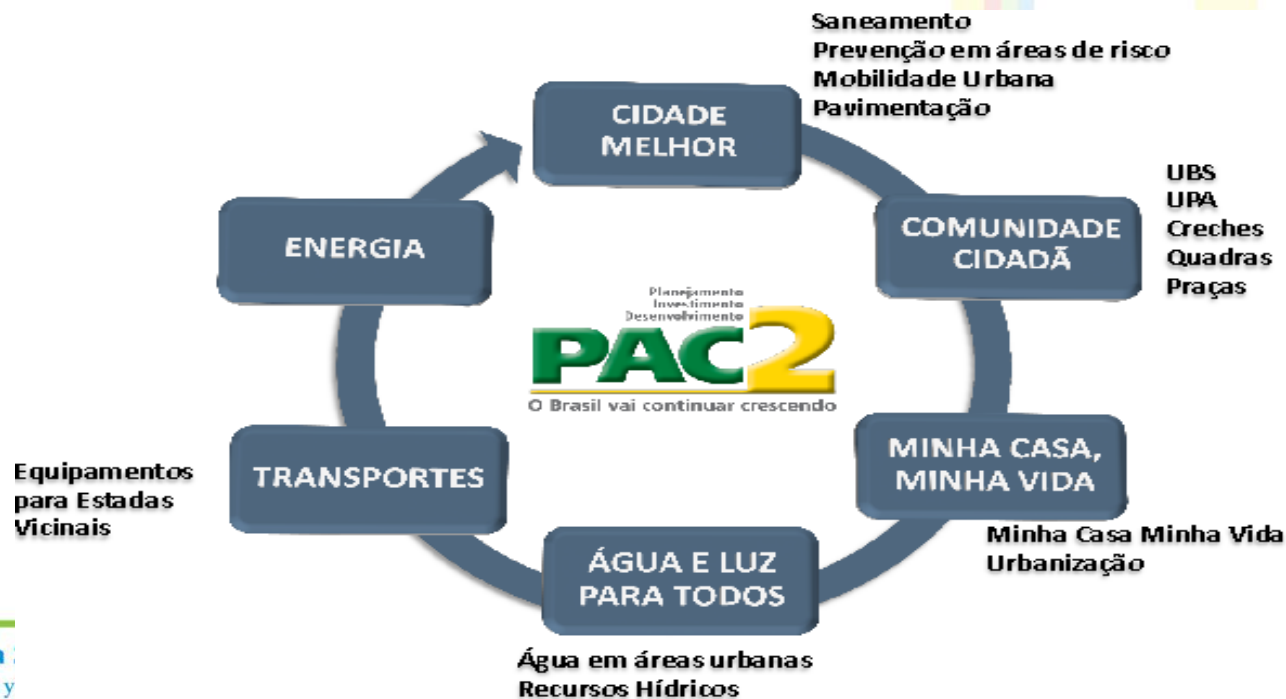 Saneamento
Prevenção em áreas de risco
Mobilidade Urbana
Pavimentação
CIDADE
MELHOR
UBS
UPA
Creches
Quadras
Praças
COMUNIDADE
CIDADÃ
ENERGIA
Planejamento
Investimento
Desenvolvimento
PAC2
O Brasil vai continuar crescendo
MINHA CASA,
MINHA VIDA
Minha Casa Minha Vida
Urbanização
TRANSPORTES
Equipamentos
para Estadas
Vicinais
ÁGUA E LUZ
PARA TODOS
Água em áreas urbanas
Recursos Hídricos